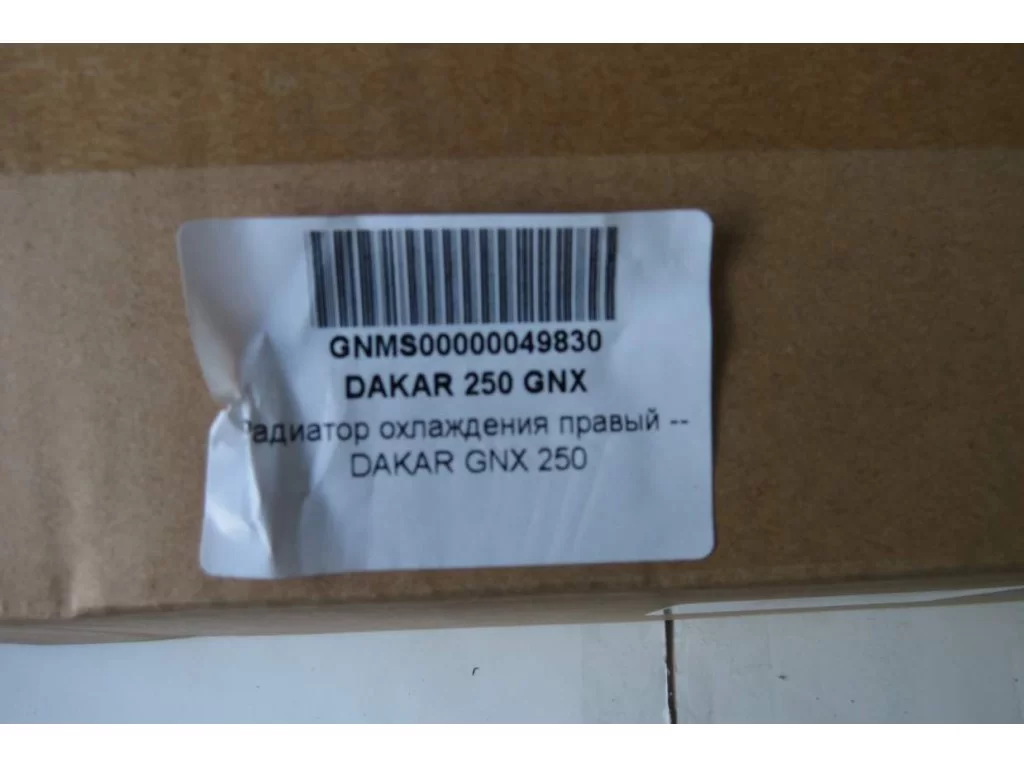 GNMS00000049830
DAKAR 250 GNX
Радиатор охлаждения правый --
DAKAR GNX 250